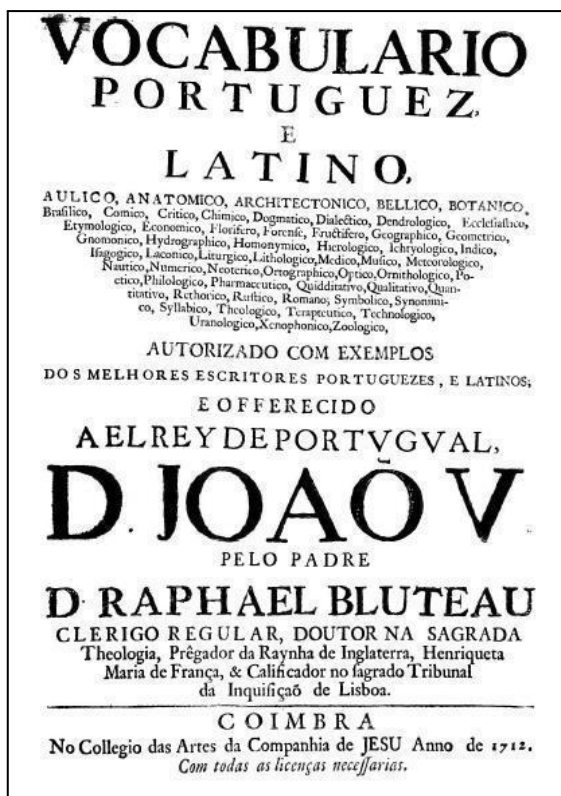 VOCABULARIO
PORTUGUEZ,
E
LATINO,
AULICO, ANATOMICO, ARCHITECTONICO, BELLICO, BOTANICO,
Brasilico, Comico, Critico, Chimico, Dogmatico, Dialectico, Dendrologico, Ecclesiastico,
Etymologico, Economico, Florifero, Forense, Fructifero, Geographico, Geometrico,
Gnomonico, Hydrographico, Homonymico, Hierologico, Ichtyologico, Indico,
Isagogico, Laconico, Liturgico, Lithologico, Medico, Musico, Meteorologico,
Nautico, Numerico, Neoterico, Ortographico, Optico, Ornithologico, Po-
etico, Philologico, Pharmaceutico, Quidditativo, Qualitativo, Quan-
titativo, Rethorico, Rustico, Romano, Symbolico, Synonimi-
co, Syllabico, Theologico, Terapteutico, Technologico,
Uranologico, Xenophonico, Zoologico,
AUTORIZADO COM EXEMPLOS
DOS MELHORES ESCRITORES PORTUGUEZES, E LATINOS;
E OFFERECIDO
A ELREY DE PORTVGVAL,
D. JOAÕ V.
PELO PADRE
D. RAPHAEL BLUTEAU
CLERIGO REGULAR, DOUTOR NA SAGRADA
Theologia, Prêgador da Raynha de Inglaterra, Henriqueta
Maria de França, & Calificador no sagrado Tribunal
da Inquisiçaõ de Lisboa.
COIMBRA
No Collegio das Artes da Companhia de JESU Anno de 1712.
Com todas as licenças necessarias.